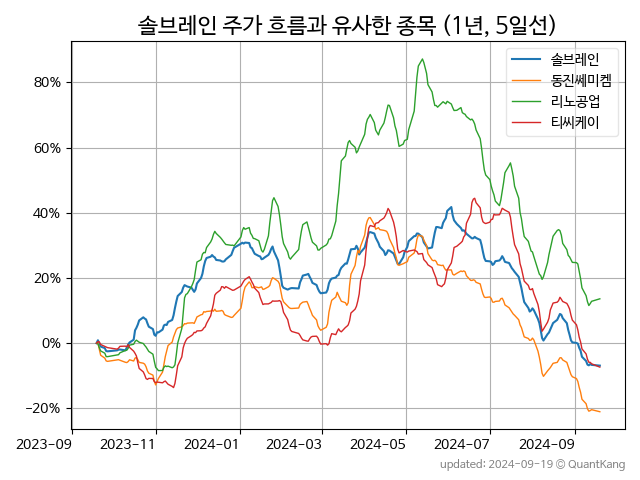 솔브레인 주가 흐름과 유사한 종목 (1년, 5일선)
솔브레인
동진쎄미켐
리노공업
티씨케이
80%
60%
40%
20%
0%
−20%
2023-09 2023-11 2024-01 2024-03 2024-05 2024-07 2024-09
updated: 2024-09-19 © QuantKang